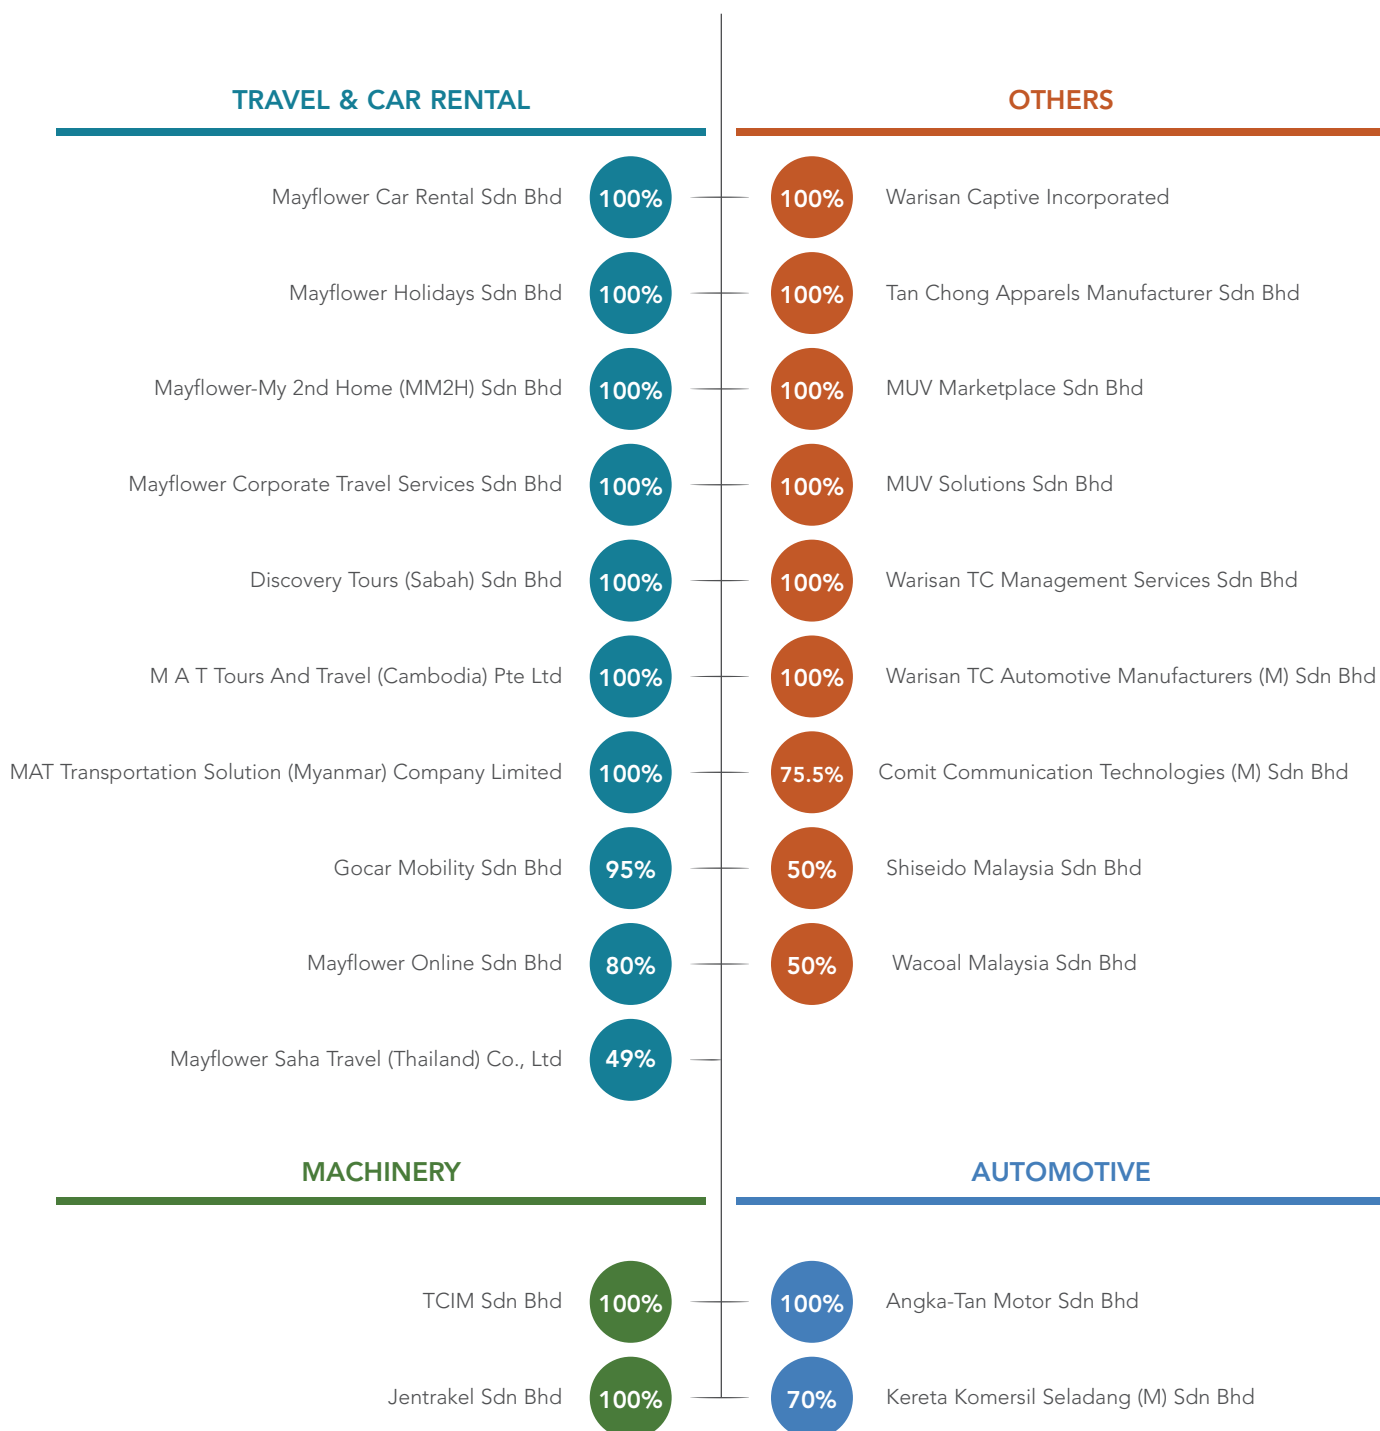 TRAVEL & CAR RENTAL
Mayflower Car Rental Sdn Bhd 100%
Mayflower Holidays Sdn Bhd 100%
Mayflower-My 2nd Home (MM2H) Sdn Bhd 100%
Mayflower Corporate Travel Services Sdn Bhd 100%
Discovery Tours (Sabah) Sdn Bhd 100%
M A T Tours And Travel (Cambodia) Pte Ltd 100%
MAT Transportation Solution (Myanmar) Company Limited 100%
Gocar Mobility Sdn Bhd 95%
Mayflower Online Sdn Bhd 80%
Mayflower Saha Travel (Thailand) Co., Ltd 49%
OTHERS
100% Warisan Captive Incorporated
100% Tan Chong Apparels Manufacturer Sdn Bhd
100% MUV Marketplace Sdn Bhd
100% MUV Solutions Sdn Bhd
100% Warisan TC Management Services Sdn Bhd
100% Warisan TC Automotive Manufacturers (M) Sdn Bhd
75.5% Comit Communication Technologies (M) Sdn Bhd
50% Shiseido Malaysia Sdn Bhd
50% Wacoal Malaysia Sdn Bhd
MACHINERY
TCIM Sdn Bhd 100%
Jentrakel Sdn Bhd 100%
AUTOMOTIVE
100% Angka-Tan Motor Sdn Bhd
70% Kereta Komersil Seladang (M) Sdn Bhd